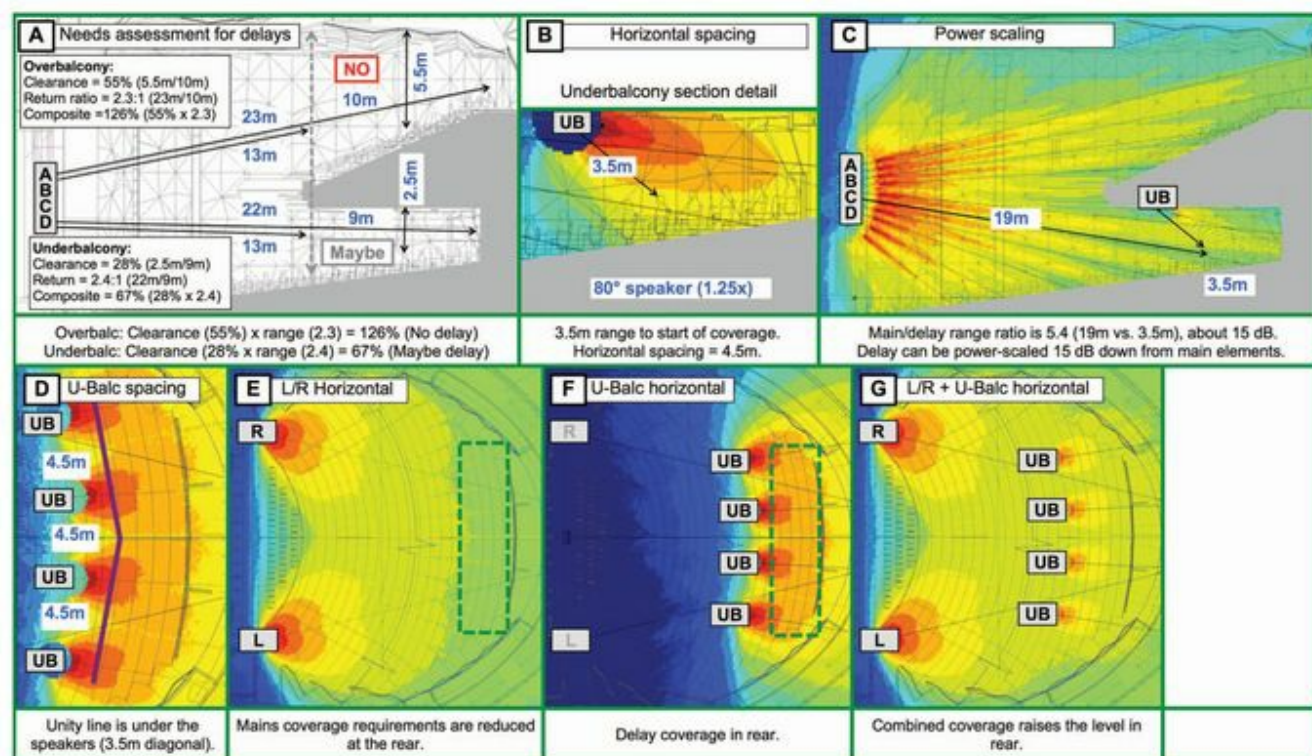 A Needs assessment for delays
Overbalcony:
Clearance = 55% (5.5m/10m)
Return ratio = 2.3:1 (23m/10m)
Composite =126% (55% x 2.3)
NO
5.5m
10m
23m
13m
A
B
C
D
2.5m
22m
9m
13m
Maybe
Underbalcony:
Clearance = 28% (2.5m/9m)
Return = 2.4:1 (22m/9m)
Composite = 67% (28% x 2.4)
Overbalc: Clearance (55%) x range (2.3) = 126% (No delay)
Underbalc: Clearance (28% x range (2.4) = 67% (Maybe delay)
B Horizontal spacing
Underbalcony section detail
UB
3.5m
80° speaker (1.25x)
3.5m range to start of coverage.
Horizontal spacing = 4.5m.
C Power scaling
A
B
C
D
19m
UB
3.5m
Main/delay range ratio is 5.4 (19m vs. 3.5m), about 15 dB.
Delay can be power-scaled 15 dB down from main elements.
D U-Balc spacing
UB
4.5m
UB
4.5m
UB
4.5m
UB
Unity line is under the
speakers (3.5m diagonal).
E L/R Horizontal
R
L
Mains coverage requirements are reduced
at the rear.
F U-Balc horizontal
R
UB
UB
UB
UB
L
Delay coverage in rear.
G L/R + U-Balc horizontal
R
UB
UB
UB
UB
L
Combined coverage raises the level in
rear.